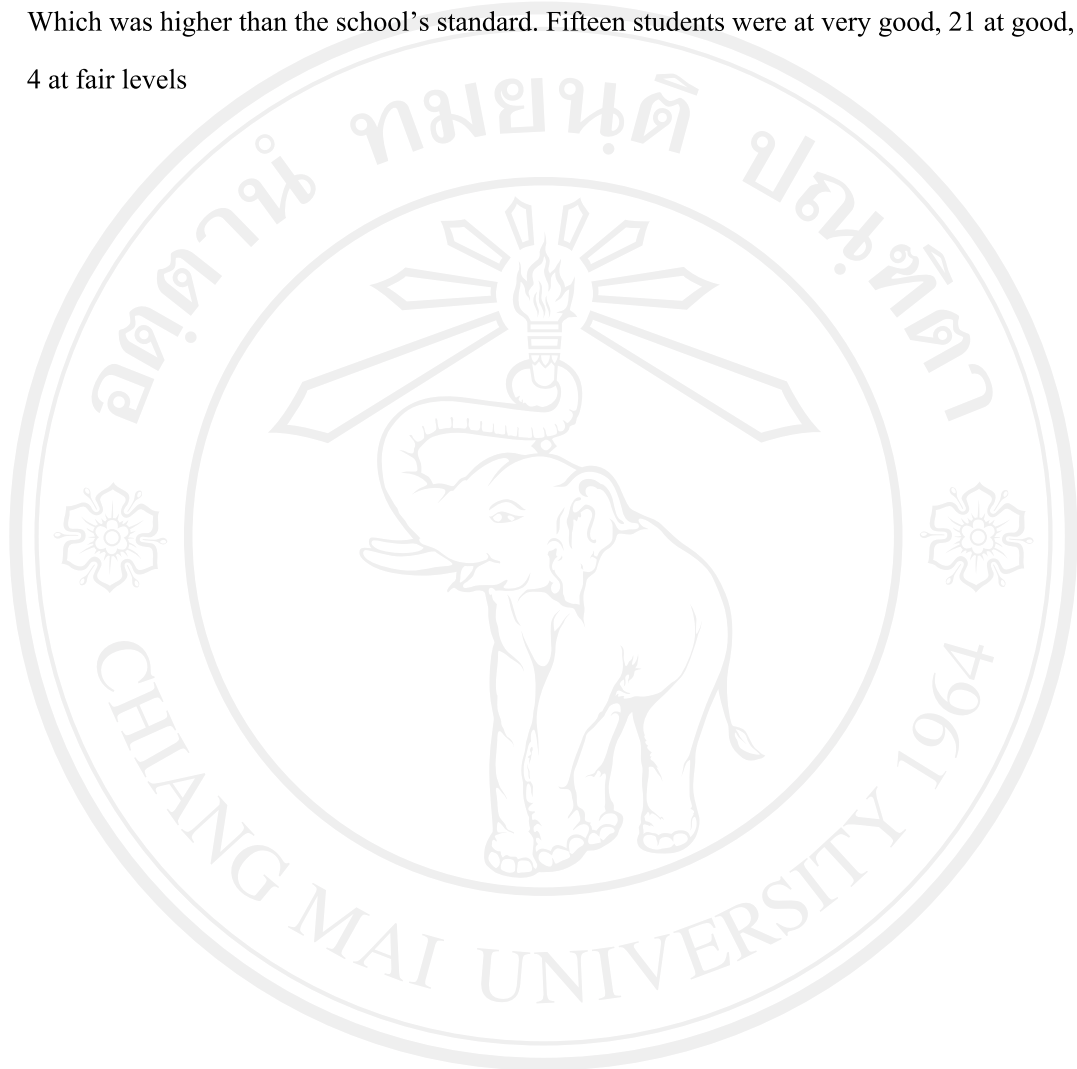 Which was higher than the school’s standard. Fifteen students were at very good, 21 at good,
4 at fair levels
อตฺตานํ ทมยนฺติ ปณฺฑิตา
CHIANG MAI UNIVERSITY 1964